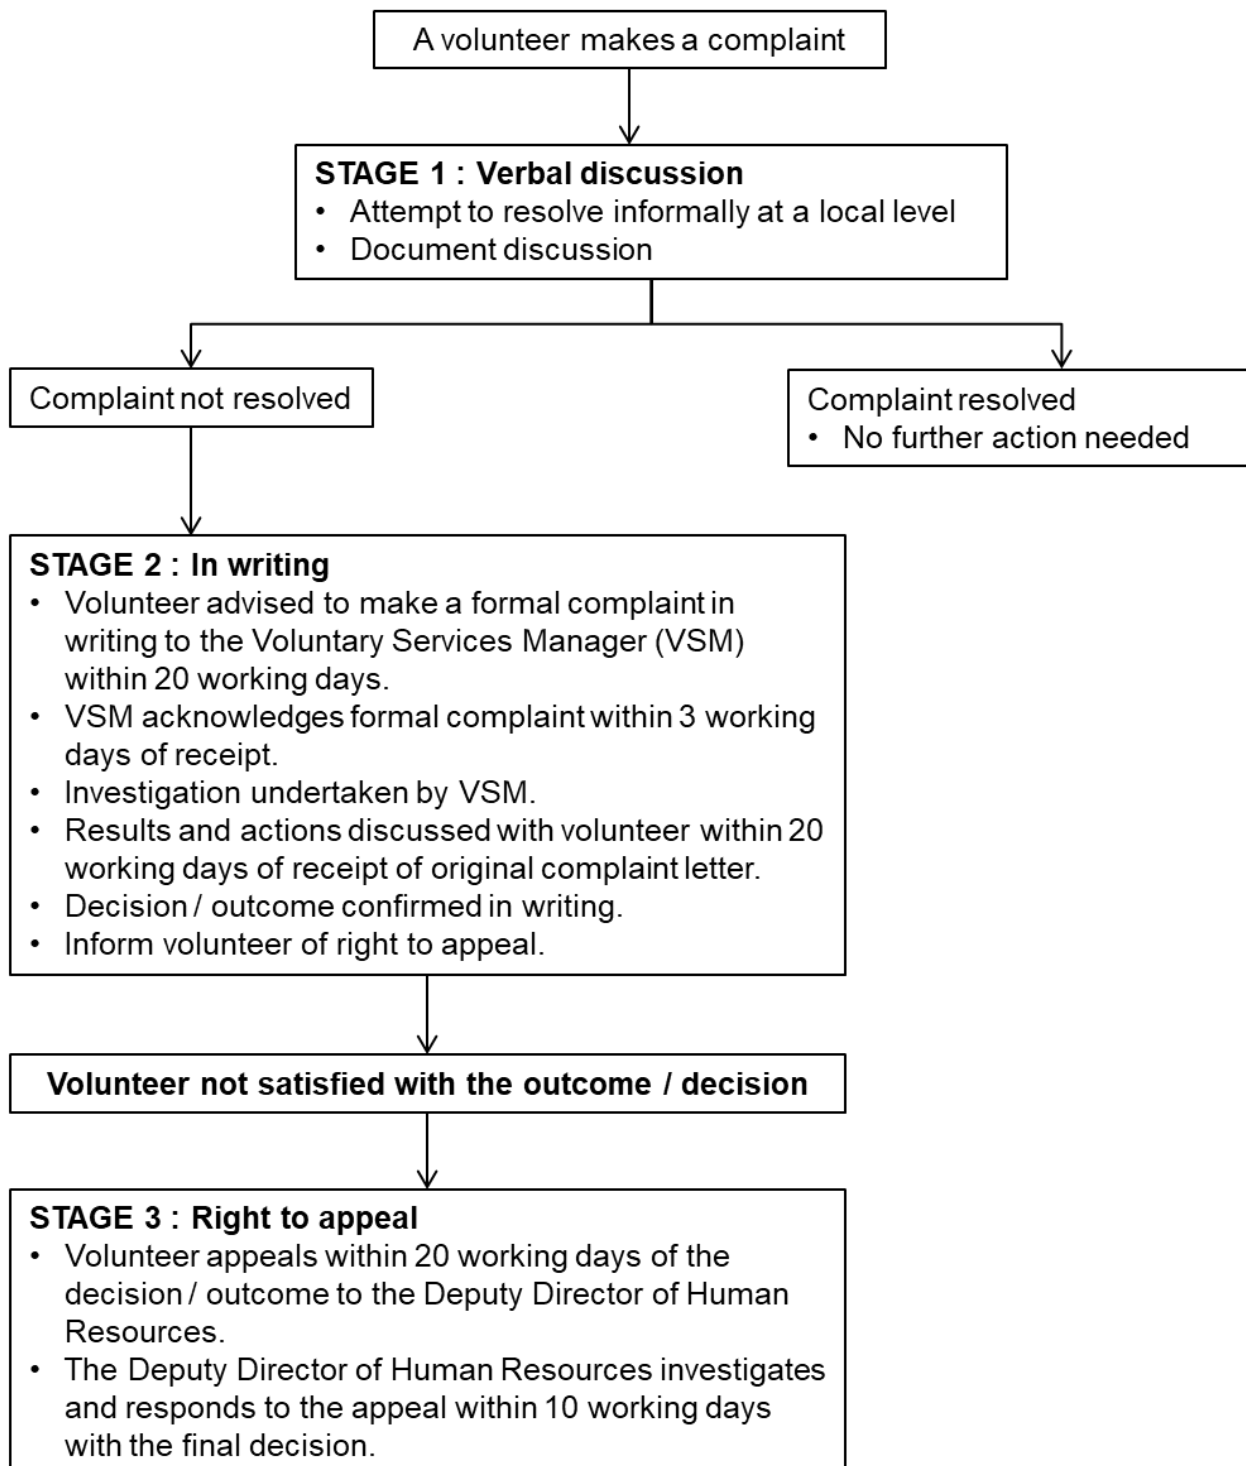 A volunteer makes a complaint
STAGE 1 : Verbal discussion
• Attempt to resolve informally at a local level
• Document discussion
Complaint not resolved
Complaint resolved
• No further action needed
STAGE 2 : In writing
• Volunteer advised to make a formal complaint in
writing to the Voluntary Services Manager (VSM)
within 20 working days.
• VSM acknowledges formal complaint within 3 working
days of receipt.
• Investigation undertaken by VSM.
• Results and actions discussed with volunteer within 20
working days of receipt of original complaint letter.
• Decision / outcome confirmed in writing.
• Inform volunteer of right to appeal.
Volunteer not satisfied with the outcome / decision
STAGE 3 : Right to appeal
• Volunteer appeals within 20 working days of the
decision / outcome to the Deputy Director of Human
Resources.
• The Deputy Director of Human Resources investigates
and responds to the appeal within 10 working days
with the final decision.